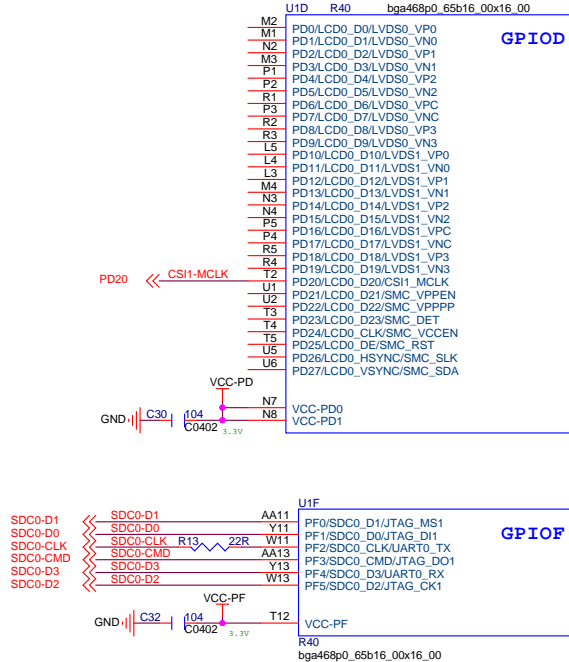 U1D R40 bga468p0_65b16_00x16_00
GPIOD
M2 PD0/LCD0_D0/LVDS0_VP0
M1 PD1/LCD0_D1/LVDS0_VN0
N2 PD2/LCD0_D2/LVDS0_VP1
M3 PD3/LCD0_D3/LVDS0_VN1
P1 PD4/LCD0_D4/LVDS0_VP2
P2 PD5/LCD0_D5/LVDS0_VN2
R1 PD6/LCD0_D6/LVDS0_VPC
P3 PD7/LCD0_D7/LVDS0_VNC
R2 PD8/LCD0_D8/LVDS0_VP3
R3 PD9/LCD0_D9/LVDS0_VN3
L5 PD10/LCD0_D10/LVDS1_VP0
L4 PD11/LCD0_D11/LVDS1_VN0
L3 PD12/LCD0_D12/LVDS1_VP1
M4 PD13/LCD0_D13/LVDS1_VN1
N3 PD14/LCD0_D14/LVDS1_VP2
N4 PD15/LCD0_D15/LVDS1_VN2
P5 PD16/LCD0_D16/LVDS1_VPC
P4 PD17/LCD0_D17/LVDS1_VNC
R5 PD18/LCD0_D18/LVDS1_VP3
R4 PD19/LCD0_D19/LVDS1_VN3
PD20 CSI1-MCLK T2 PD20/LCD0_D20/CSI1_MCLK
U1 PD21/LCD0_D21/SMC_VPPEN
U2 PD22/LCD0_D22/SMC_VPPPP
T3 PD23/LCD0_D23/SMC_DET
T4 PD24/LCD0_CLK/SMC_VCCEN
T5 PD25/LCD0_DE/SMC_RST
U5 PD26/LCD0_HSYNC/SMC_SLK
U6 PD27/LCD0_VSYNC/SMC_SDA
VCC-PD
N7 VCC-PD0
GND C30 104 N8 VCC-PD1
C0402 3.3V
U1F
GPIOF
SDC0-D1 SDC0-D1 AA11 PF0/SDC0_D1/JTAG_MS1
SDC0-D0 SDC0-D0 Y11 PF1/SDC0_D0/JTAG_DI1
SDC0-CLK SDC0-CLK R13 22R W11 PF2/SDC0_CLK/UART0_TX
SDC0-CMD SDC0-CMD AA13 PF3/SDC0_CMD/JTAG_DO1
SDC0-D3 SDC0-D3 Y13 PF4/SDC0_D3/UART0_RX
SDC0-D2 SDC0-D2 W13 PF5/SDC0_D2/JTAG_CK1
VCC-PF
GND C32 104 T12 VCC-PF
C0402 3.3V
R40
bga468p0_65b16_00x16_00